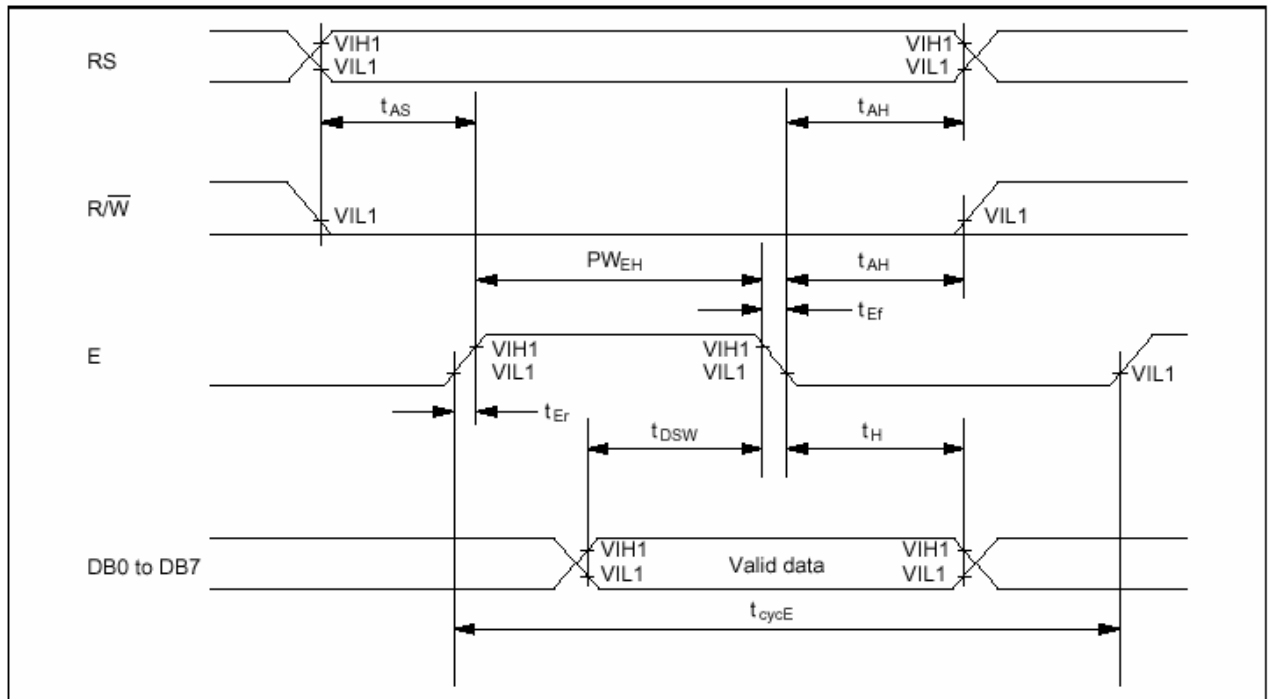 RS
VIH1
VIL1
VIH1
VIL1
tAS
tAH
R/W̅
VIL1
VIL1
PWEH
tAH
tEf
E
VIH1
VIL1
VIH1
VIL1
VIL1
tEr
tDSW
tH
DB0 to DB7
VIH1
VIL1
Valid data
VIH1
VIL1
tcycE